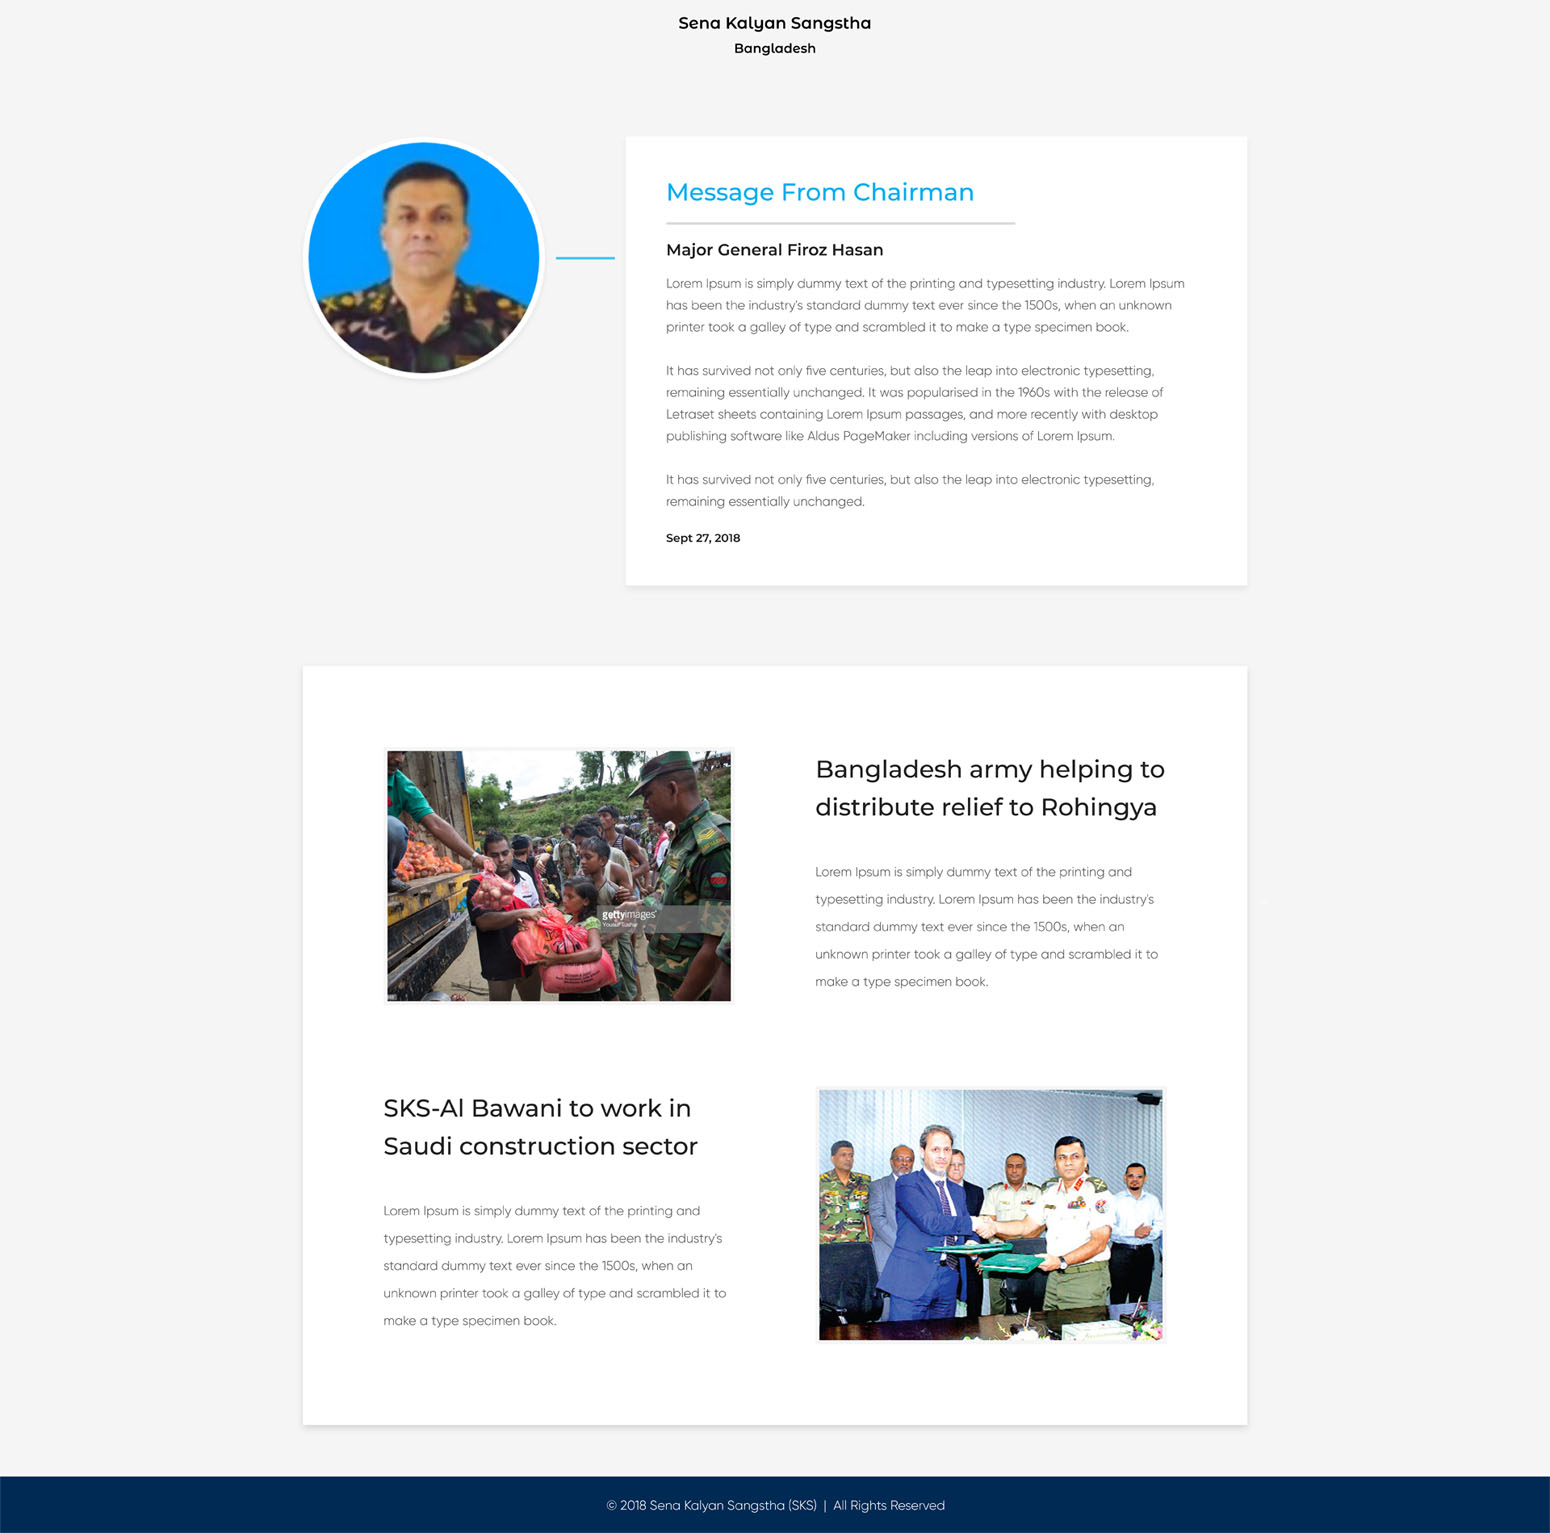 Sena Kalyan Sangstha
Bangladesh
Message From Chairman
Major General Firoz Hasan
Lorem Ipsum is simply dummy text of the printing and typesetting industry. Lorem Ipsum
has been the industry's standard dummy text ever since the 1500s, when an unknown
printer took a galley of type and scrambled it to make a type specimen book.
It has survived not only five centuries, but also the leap into electronic typesetting,
remaining essentially unchanged. It was popularised in the 1960s with the release of
Letraset sheets containing Lorem Ipsum passages, and more recently with desktop
publishing software like Aldus PageMaker including versions of Lorem Ipsum.
It has survived not only five centuries, but also the leap into electronic typesetting,
remaining essentially unchanged.
Sept 27, 2018
gettyimages
Yousuf Tushar
Bangladesh army helping to
distribute relief to Rohingya
Lorem Ipsum is simply dummy text of the printing and
typesetting industry. Lorem Ipsum has been the industry's
standard dummy text ever since the 1500s, when an
unknown printer took a galley of type and scrambled it to
make a type specimen book.
SKS-Al Bawani to work in
Saudi construction sector
Lorem Ipsum is simply dummy text of the printing and
typesetting industry. Lorem Ipsum has been the industry's
standard dummy text ever since the 1500s, when an
unknown printer took a galley of type and scrambled it to
make a type specimen book.
© 2018 Sena Kalyan Sangstha (SKS) | All Rights Reserved